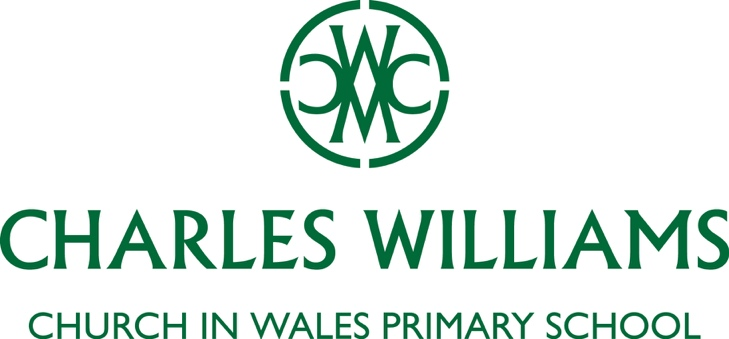 CHARLES WILLIAMS
CHURCH IN WALES PRIMARY SCHOOL